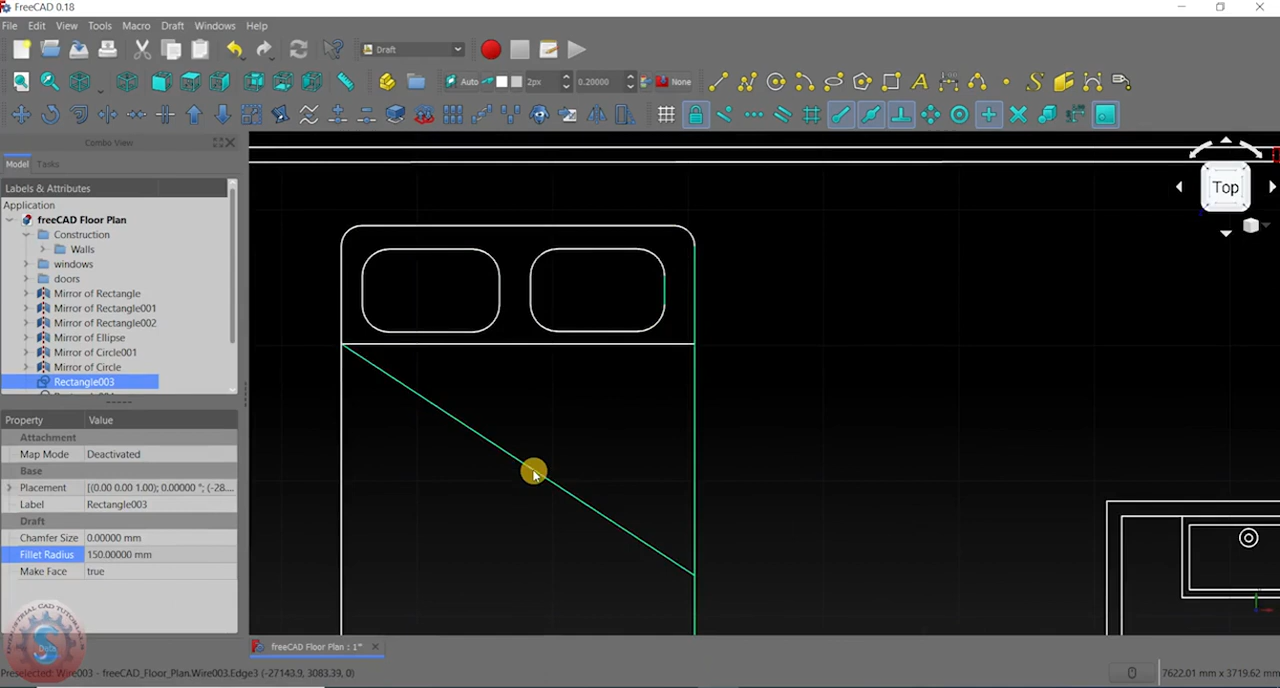 FreeCAD 0.18
File Edit View Tools Macro Draft Windows Help
Draft
Auto 2px 0.20000 None
Combo View
Model Tasks
Labels & Attributes
Application
freeCAD Floor Plan
Construction
Walls
windows
doors
Mirror of Rectangle
Mirror of Rectangle001
Mirror of Rectangle002
Mirror of Ellipse
Mirror of Circle001
Mirror of Circle
Rectangle003
Property Value
Attachment
Map Mode Deactivated
Base
Placement [(0.00 0.00 1.00); 0.00000 °; (-28....
Label Rectangle003
Draft
Chamfer Size 0.00000 mm
Fillet Radius 150.00000 mm
Make Face true
Top
INDUSTRIAL CAD TUTORIALS
freeCAD Floor Plan : 1*
Preselected: Wire003 - freeCAD_Floor_Plan.Wire003.Edge3 (-27143.9, 3083.39, 0)
7622.01 mm x 3719.62 mm